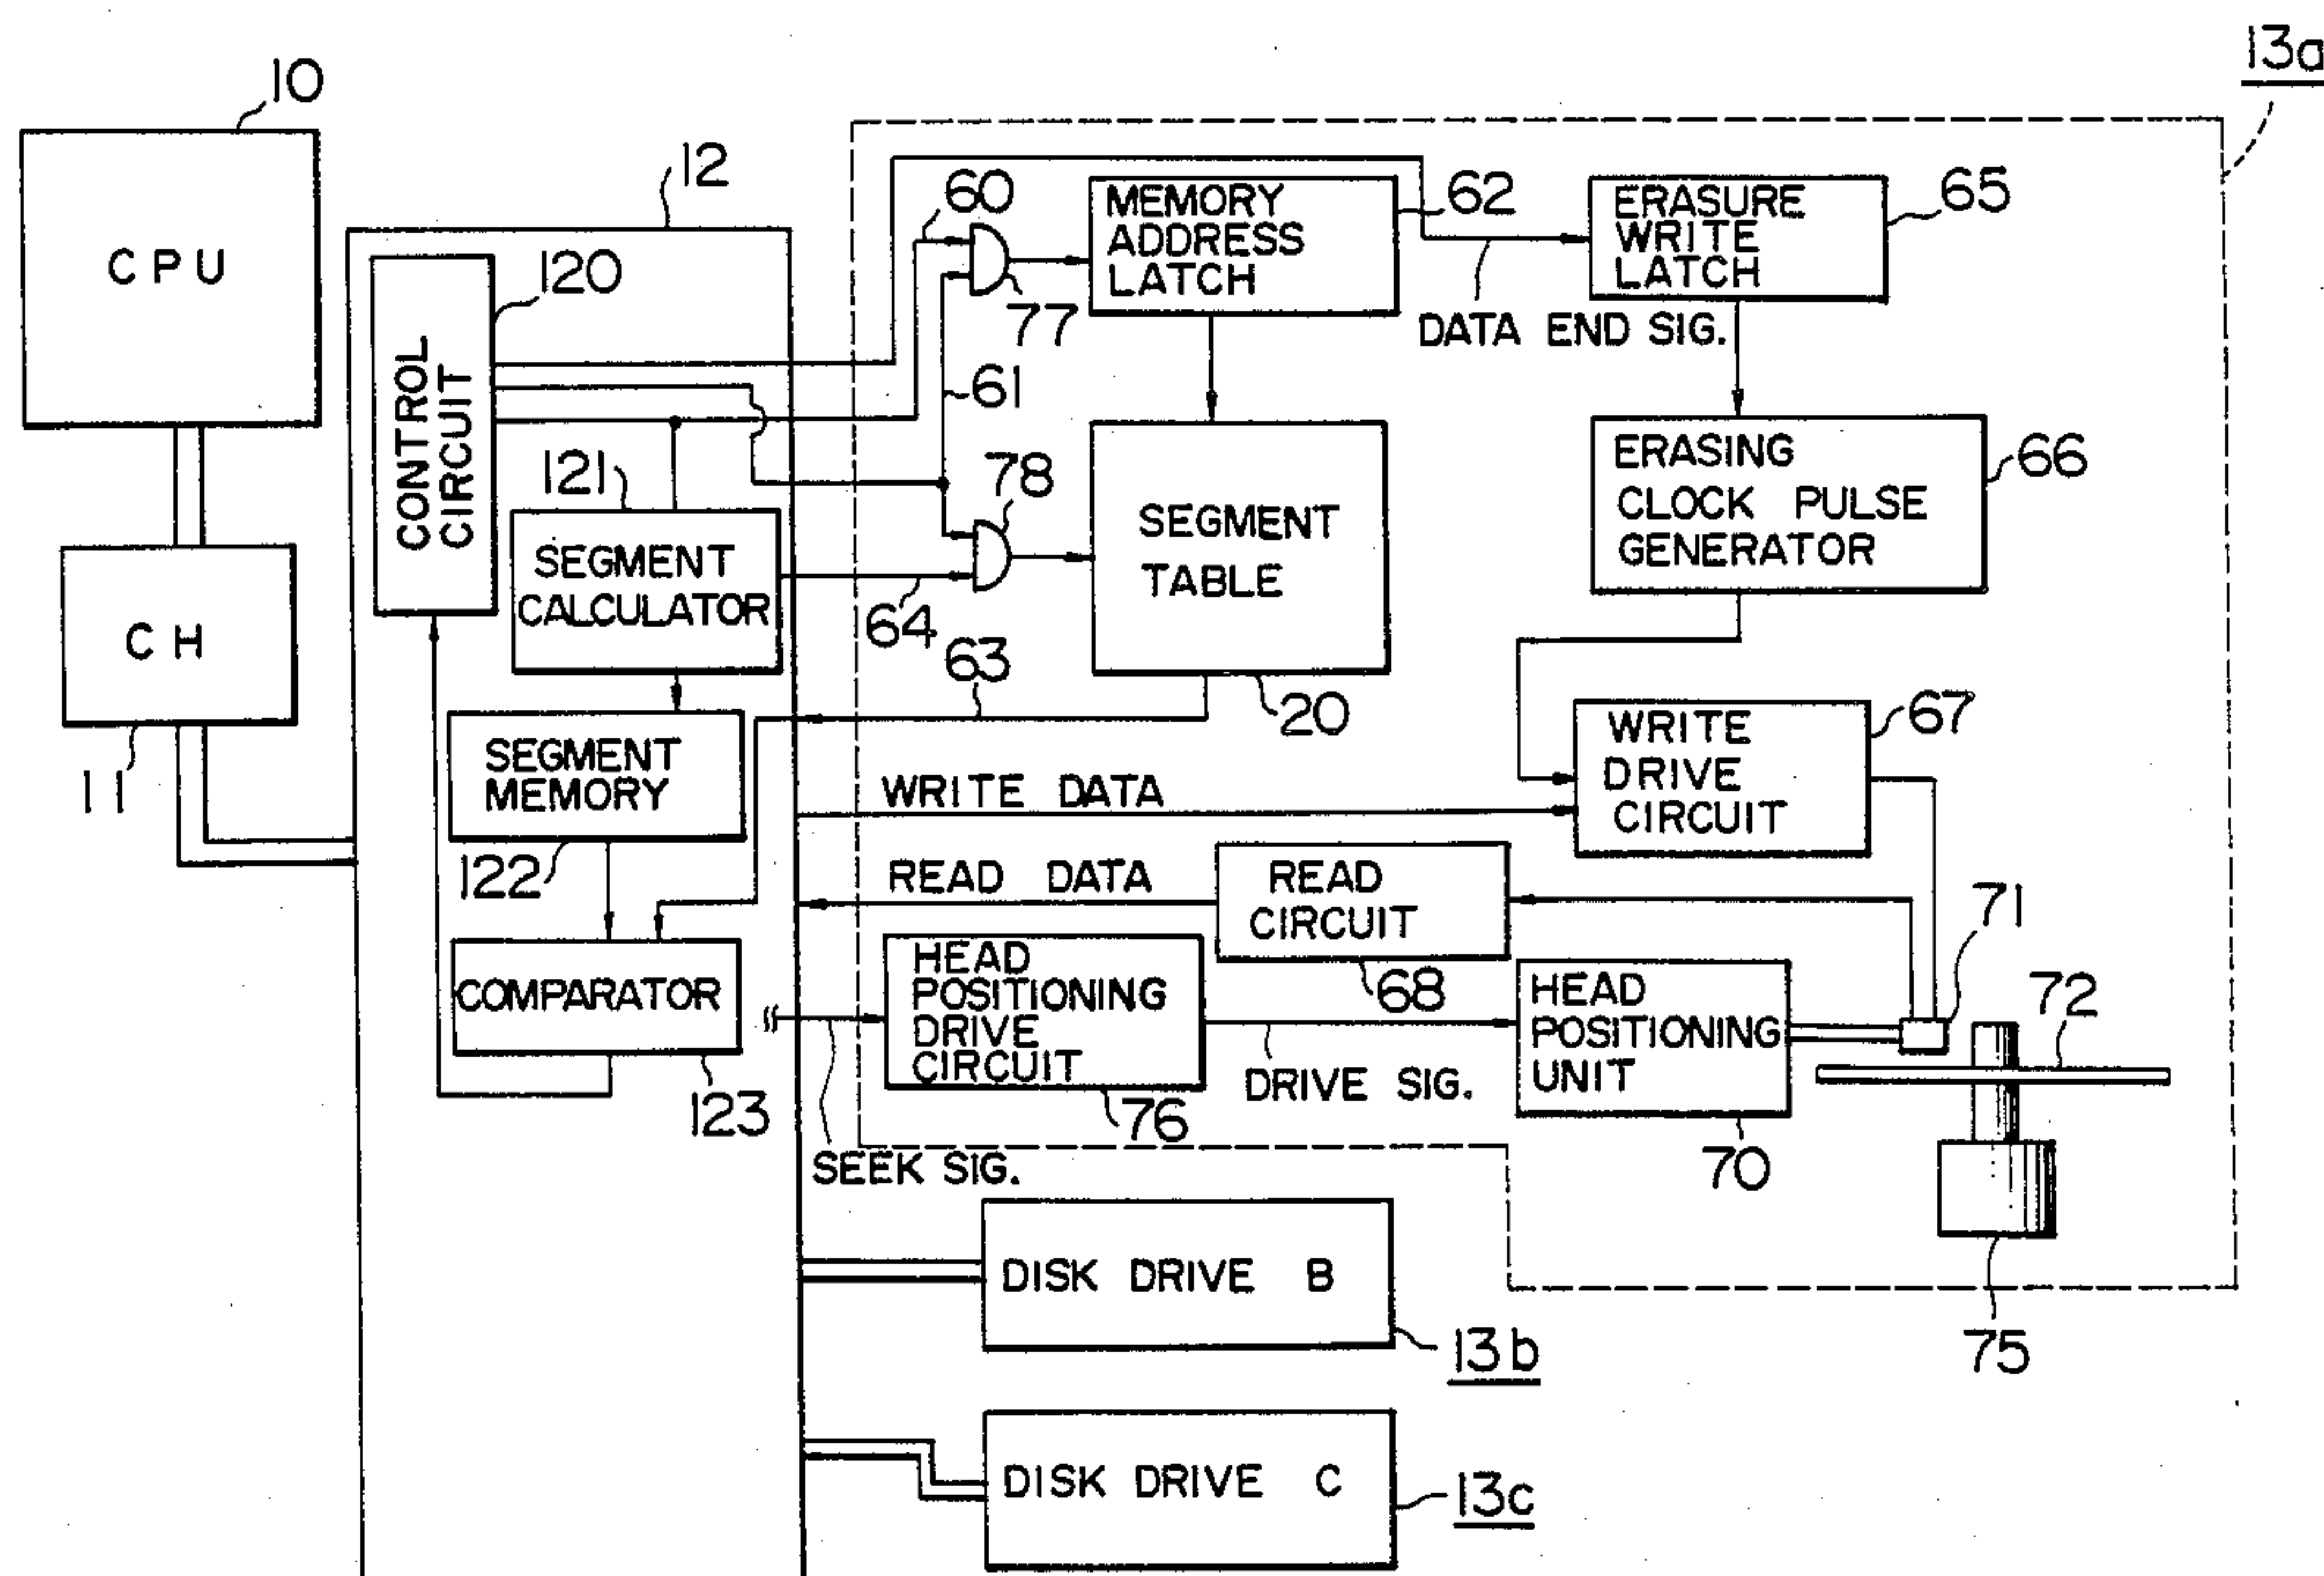 13a
10
CPU
12
60
MEMORY
ADDRESS
LATCH
62
ERASURE
WRITE
LATCH
65
120
CONTROL
CIRCUIT
77
DATA END SIG.
61
121
78
SEGMENT
TABLE
ERASING
CLOCK PULSE
GENERATOR
66
SEGMENT
CALCULATOR
64
CH
11
63
20
SEGMENT
MEMORY
122
WRITE DATA
WRITE
DRIVE
CIRCUIT
67
READ DATA
READ
CIRCUIT
68
71
COMPARATOR
123
HEAD
POSITIONING
DRIVE
CIRCUIT
76
DRIVE SIG.
HEAD
POSITIONING
UNIT
70
72
SEEK SIG.
75
DISK DRIVE B
13b
DISK DRIVE C
13c